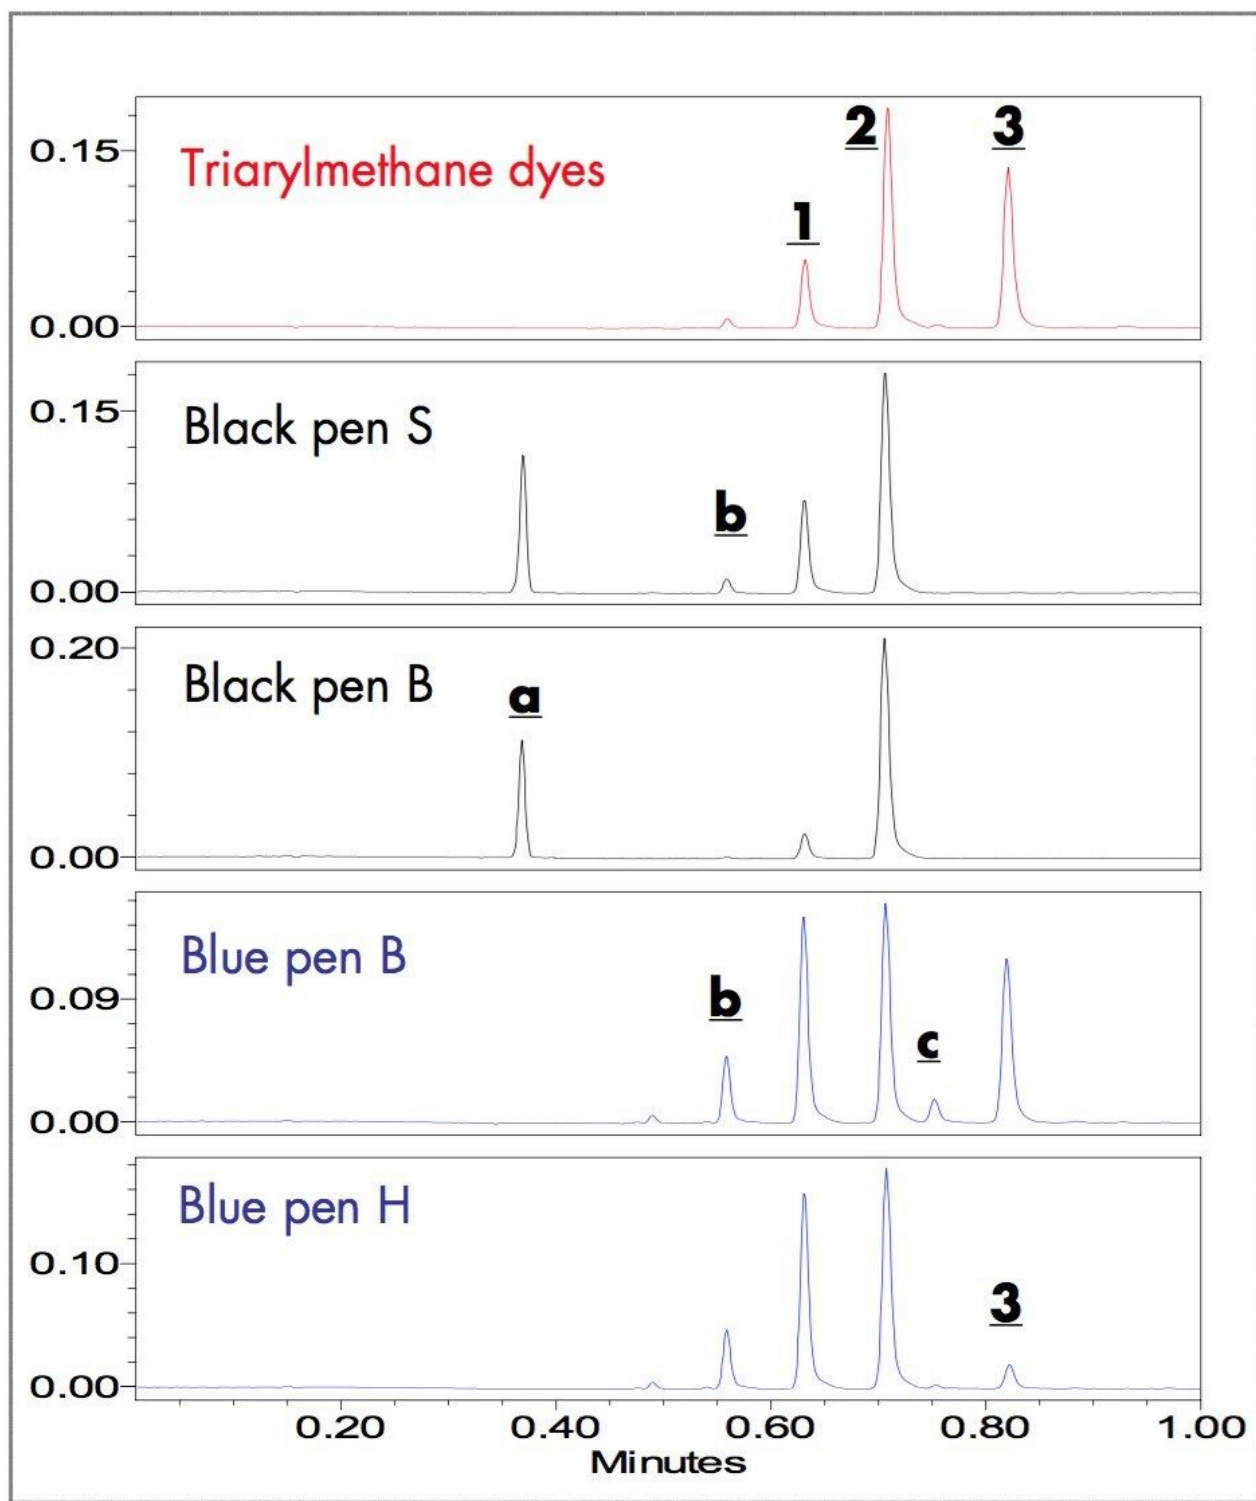 2 3
0.15
Triarylmethane dyes
1
0.00
0.15
Black pen S
b
0.00
0.20
Black pen B
a
0.00
Blue pen B
b
0.09
c
0.00
Blue pen H
0.10
3
0.00
0.20 0.40 0.60 0.80 1.00
Minutes